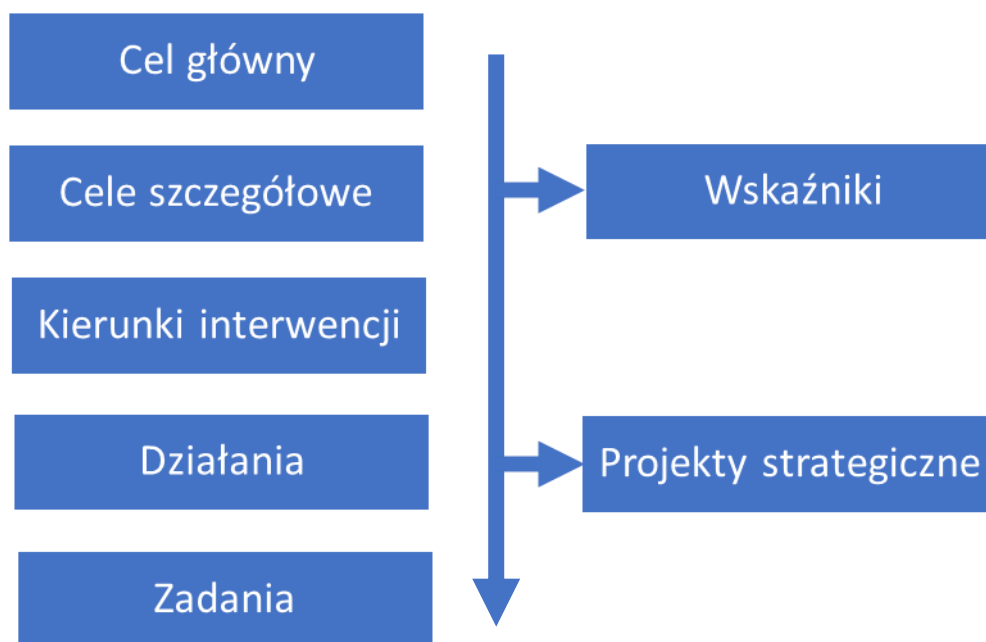 Cel główny
Cele szczegółowe
Wskaźniki
Kierunki interwencji
Działania
Projekty strategiczne
Zadania